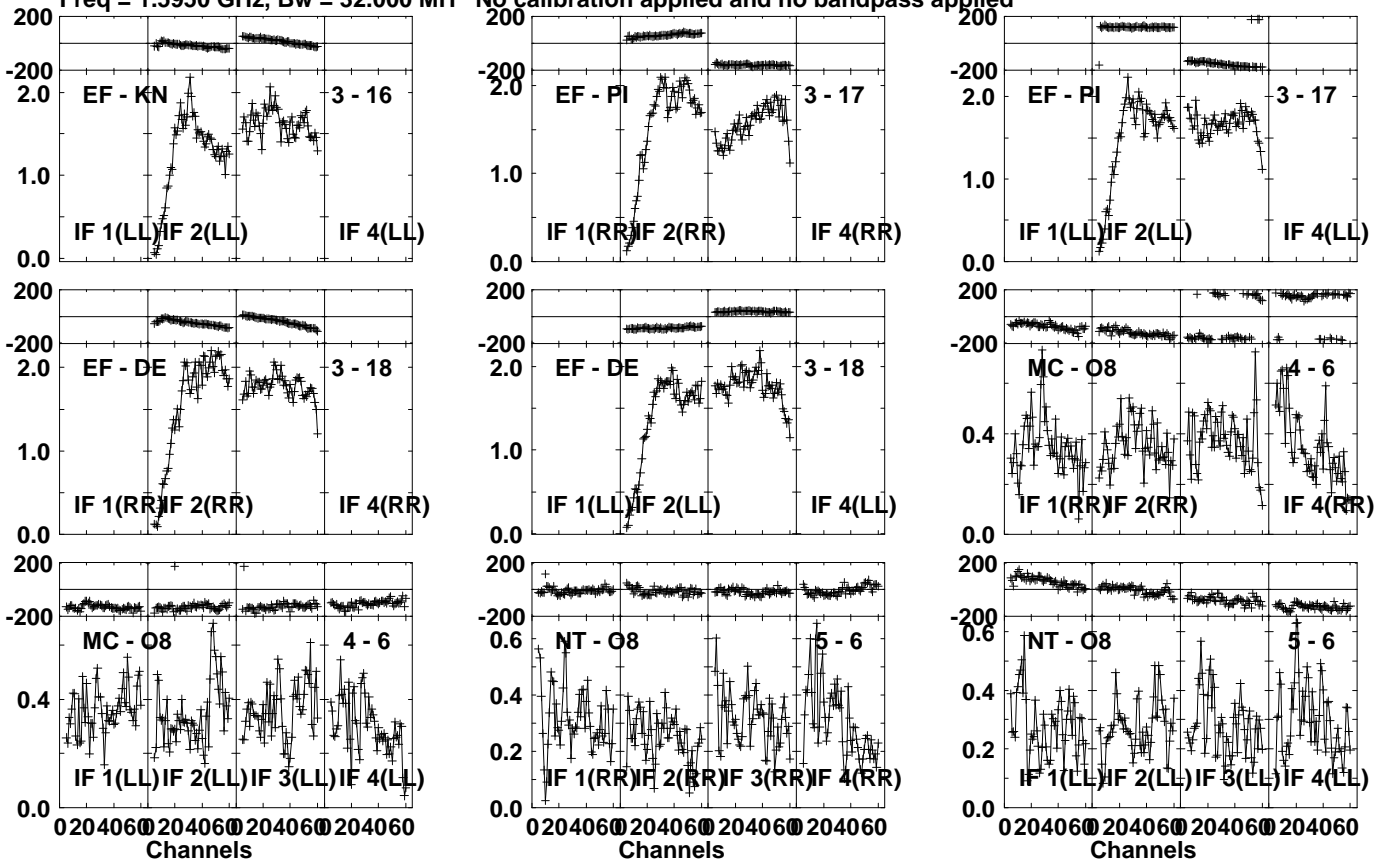 Freq = 1.5950 GHz, Bw = 32.000 MH No calibration applied and no bandpass applied
200 200 200
-200 -200 -200
EF - KN 3 - 16 EF - PI 3 - 17 EF - PI 3 - 17
2.0 2.0 2.0
1.0 1.0 1.0
IF 1(LL) IF 2(LL) IF 4(LL) IF 1(RR) IF 2(RR) IF 4(RR) IF 1(LL) IF 2(LL) IF 4(LL)
0.0 0.0 0.0
200 200 200
-200 -200 -200
EF - DE 3 - 18 EF - DE 3 - 18 MC - O8 4 - 6
2.0 2.0
1.0 1.0 0.4
IF 1(RR) IF 2(RR) IF 4(RR) IF 1(LL) IF 2(LL) IF 4(LL) IF 1(RR) IF 2(RR) IF 4(RR)
0.0 0.0 0.0
200 200 200
-200 -200 -200
MC - O8 4 - 6 NT - O8 5 - 6 NT - O8 5 - 6
0.6 0.6
0.4 0.4 0.4
0.2 0.2
IF 1(LL) IF 2(LL) IF 3(LL) IF 4(LL) IF 1(RR) IF 2(RR) IF 3(RR) IF 4(RR) IF 1(LL) IF 2(LL) IF 3(LL) IF 4(LL)
0.0 0.0 0.0
0 20 40 60 0 20 40 60 0 20 40 60 0 20 40 60 0 20 40 60 0 20 40 60 0 20 40 60 0 20 40 60 0 20 40 60 0 20 40 60 0 20 40 60 0 20 40 60
Channels Channels Channels